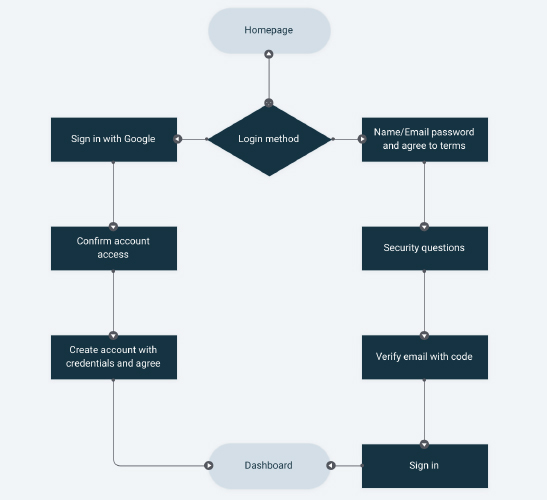 Homepage
Login method
Sign in with Google
Name/Email password
and agree to terms
Confirm account
access
Security questions
Create account with
credentials and agree
Verify email with code
Dashboard
Sign in